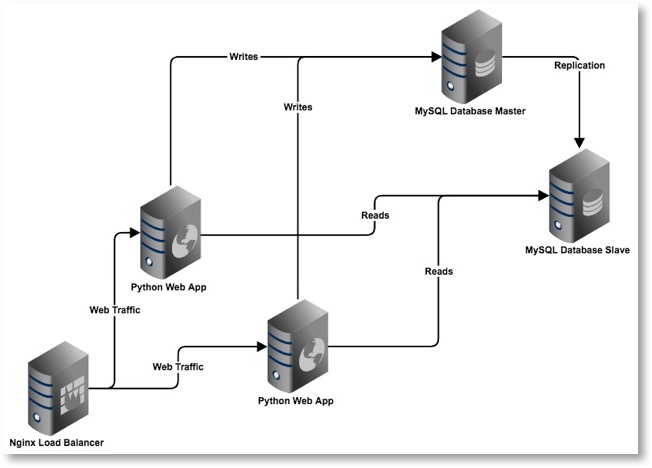 Writes
Replication
Writes
MySQL Database Master
Reads
MySQL Database Slave
Reads
Python Web App
Web Traffic
Web Traffic
Python Web App
Nginx Load Balancer